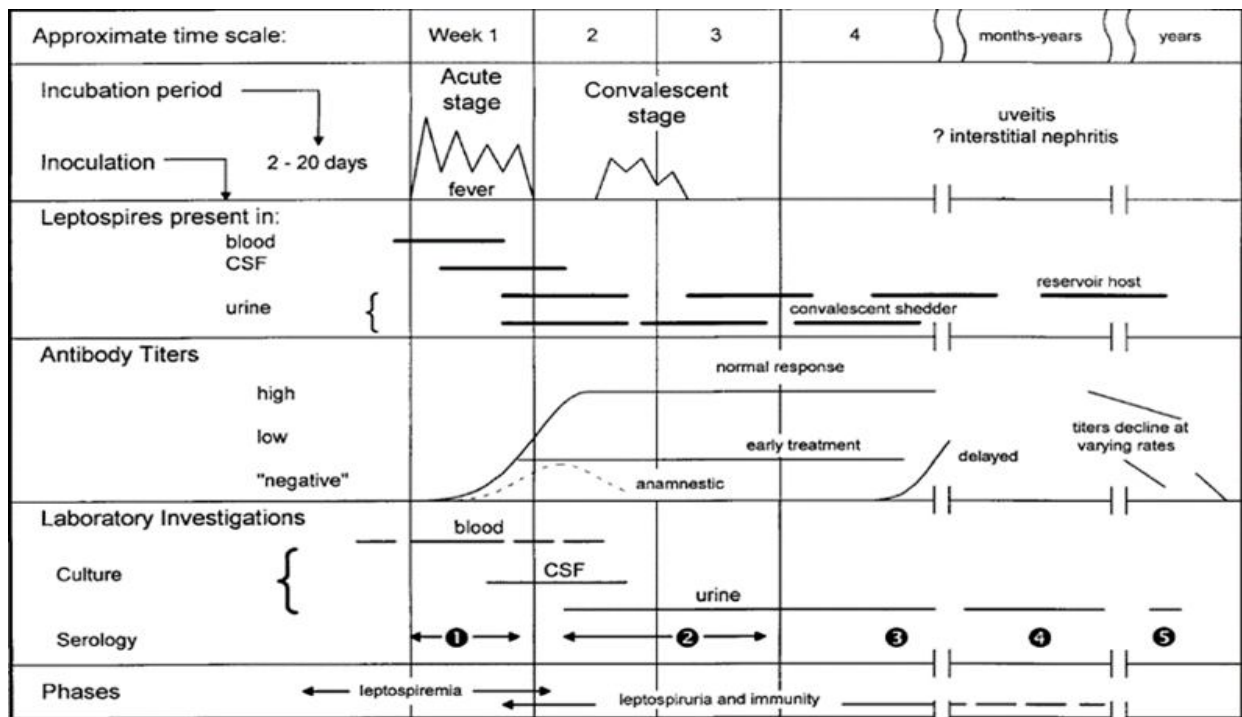 Approximate time scale: Week 1 2 3 4 months-years years
Incubation period
Inoculation
2 - 20 days
Acute
stage
fever
Convalescent
stage
uveitis
? interstitial nephritis
Leptospires present in:
blood
CSF
urine
reservoir host
convalescent shedder
Antibody Titers
high
low
"negative"
normal response
early treatment
anamnestic
delayed
titers decline at
varying rates
Laboratory Investigations
Culture
blood
CSF
urine
Serology ❶ ❷ ❸ ❹ ❺
Phases
leptospiremia
leptospiruria and immunity